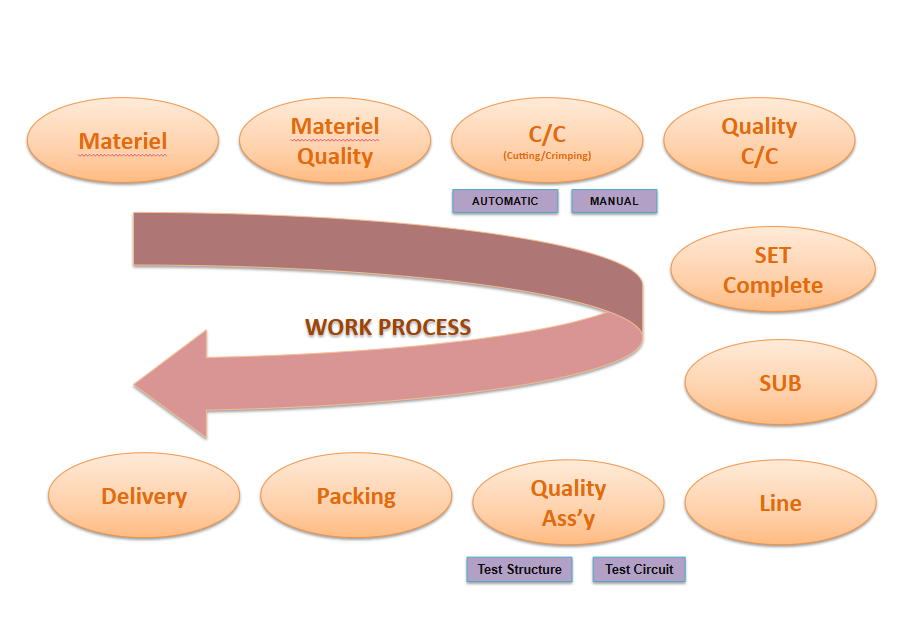 Materiel
Materiel
Quality
C/C
(Cutting/Crimping)
Quality
C/C
AUTOMATIC
MANUAL
SET
Complete
WORK PROCESS
SUB
Delivery
Packing
Quality
Ass’y
Line
Test Structure
Test Circuit